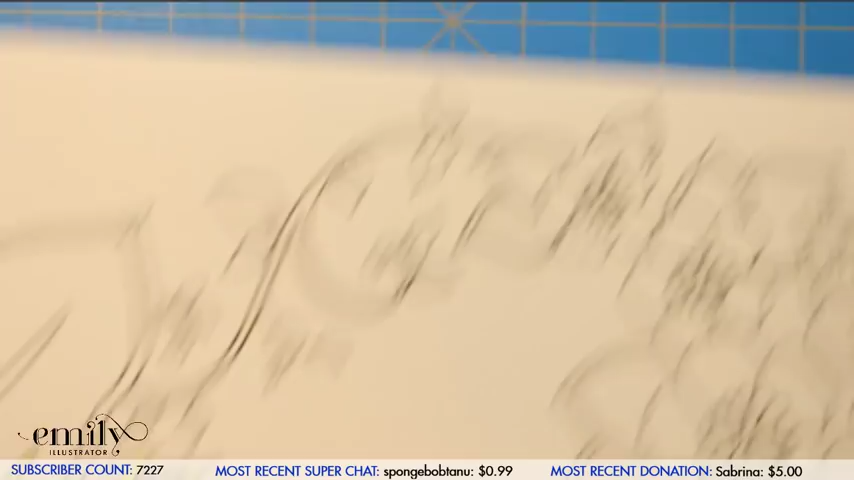 emily
ILLUSTRATOR
SUBSCRIBER COUNT: 7227 MOST RECENT SUPER CHAT: spongebobtanu: $0.99 MOST RECENT DONATION: Sabrina: $5.00